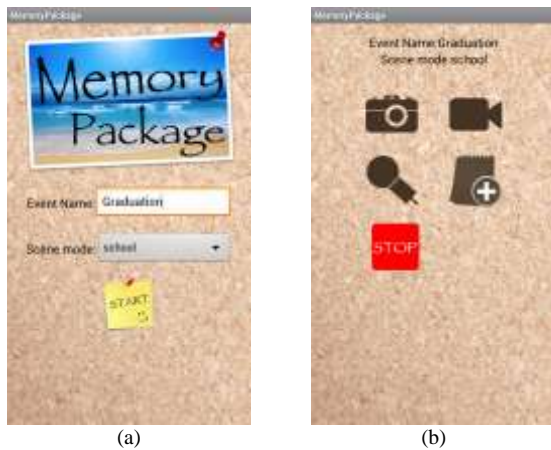 MemoryPackage
Memory
Package
Event Name: Graduation
Scene mode: school
START
(a)
MemoryPackage
Event Name:Graduation
Scene mode school
STOP
(b)